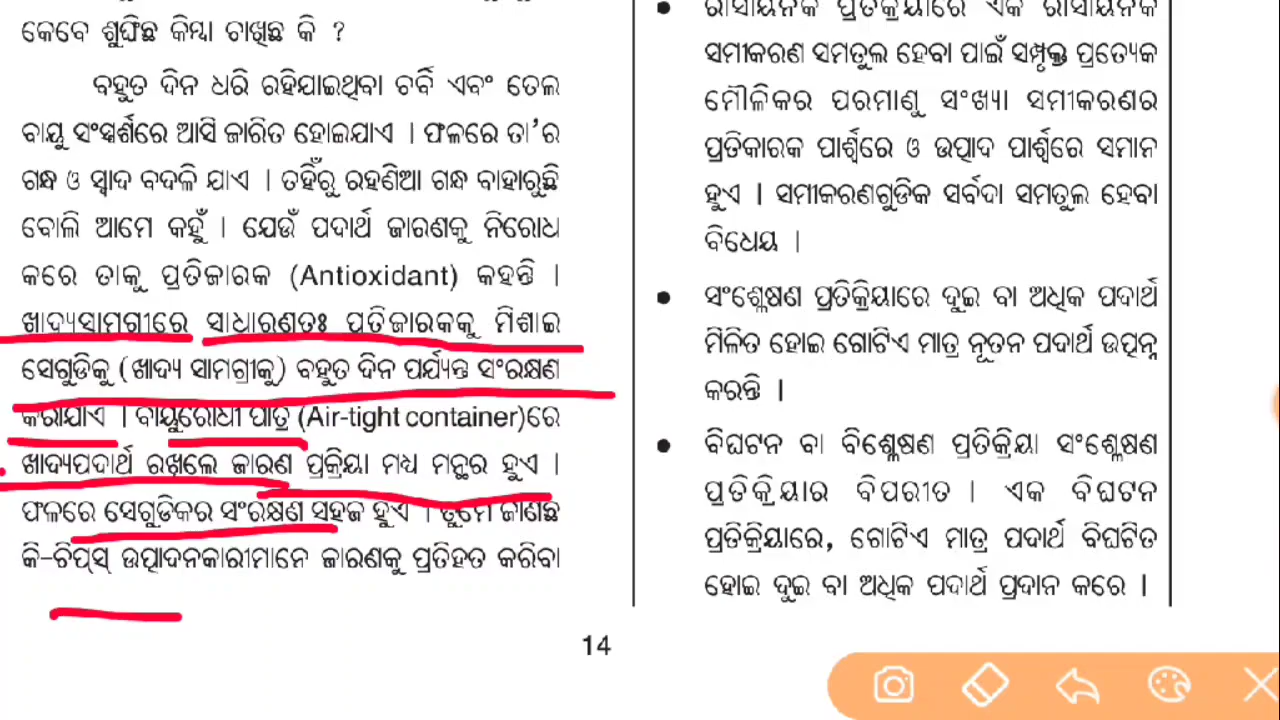 କେବେ ଶୁଙ୍ଘିଛ କିମ୍ବା ଚାଖିଛ କି ?
ବହୁତ ଦିନ ଧରି ରହିଯାଇଥିବା ଚର୍ବି ଏବଂ ତେଲ
ବାୟୁ ସଂସ୍ପର୍ଶରେ ଆସି ଜାରିତ ହୋଇଯାଏ । ଫଳରେ ତା’ର
ଗନ୍ଧ ଓ ସ୍ୱାଦ ବଦଳି ଯାଏ । ତହିଁରୁ ରହଣିଆ ଗନ୍ଧ ବାହାରୁଛି
ବୋଲି ଆମେ କହୁଁ । ଯେଉଁ ପଦାର୍ଥ ଜାରଣକୁ ନିରୋଧ
କରେ ତାକୁ ପ୍ରତିଜାରକ (Antioxidant) କହନ୍ତି ।
ଖାଦ୍ୟସାମଗ୍ରୀରେ ସାଧାରଣତଃ ପ୍ରତିଜାରକକୁ ମିଶାଇ
ସେଗୁଡିକୁ (ଖାଦ୍ୟ ସାମଗ୍ରୀକୁ) ବହୁତ ଦିନ ପର୍ଯ୍ୟନ୍ତ ସଂରକ୍ଷଣ
କରାଯାଏ । ବାୟୁରୋଧୀ ପାତ୍ର (Air-tight container)ରେ
ଖାଦ୍ୟପଦାର୍ଥ ରଖିଲେ ଜାରଣ ପ୍ରକ୍ରିୟା ମଧ୍ୟ ମନ୍ଥର ହୁଏ ।
ଫଳରେ ସେଗୁଡିକର ସଂରକ୍ଷଣ ସହଜ ହୁଏ । ତୁମେ ଜାଣିଛ
କି-ଚିପ୍‌ସ୍ ଉତ୍ପାଦନକାରୀମାନେ ଜାରଣକୁ ପ୍ରତିହତ କରିବା
• ରାସାୟନିକ ପ୍ରତିକ୍ରିୟାରେ ଏକ ରାସାୟନିକ
ସମୀକରଣ ସମତୁଲ ହେବା ପାଇଁ ସମ୍ପୃକ୍ତ ପ୍ରତ୍ୟେକ
ମୌଳିକର ପରମାଣୁ ସଂଖ୍ୟା ସମୀକରଣର
ପ୍ରତିକାରକ ପାର୍ଶ୍ୱରେ ଓ ଉତ୍ପାଦ ପାର୍ଶ୍ୱରେ ସମାନ
ହୁଏ । ସମୀକରଣଗୁଡିକ ସର୍ବଦା ସମତୁଲ ହେବା
ବିଧେୟ ।
• ସଂଶ୍ଳେଷଣ ପ୍ରତିକ୍ରିୟାରେ ଦୁଇ ବା ଅଧିକ ପଦାର୍ଥ
ମିଳିତ ହୋଇ ଗୋଟିଏ ମାତ୍ର ନୂତନ ପଦାର୍ଥ ଉତ୍ପନ୍ନ
କରନ୍ତି ।
• ବିଘଟନ ବା ବିଶ୍ଳେଷଣ ପ୍ରତିକ୍ରିୟା ସଂଶ୍ଳେଷଣ
ପ୍ରତିକ୍ରିୟାର ବିପରୀତ । ଏକ ବିଘଟନ
ପ୍ରତିକ୍ରିୟାରେ, ଗୋଟିଏ ମାତ୍ର ପଦାର୍ଥ ବିଘଟିତ
ହୋଇ ଦୁଇ ବା ଅଧିକ ପଦାର୍ଥ ପ୍ରଦାନ କରେ ।
14